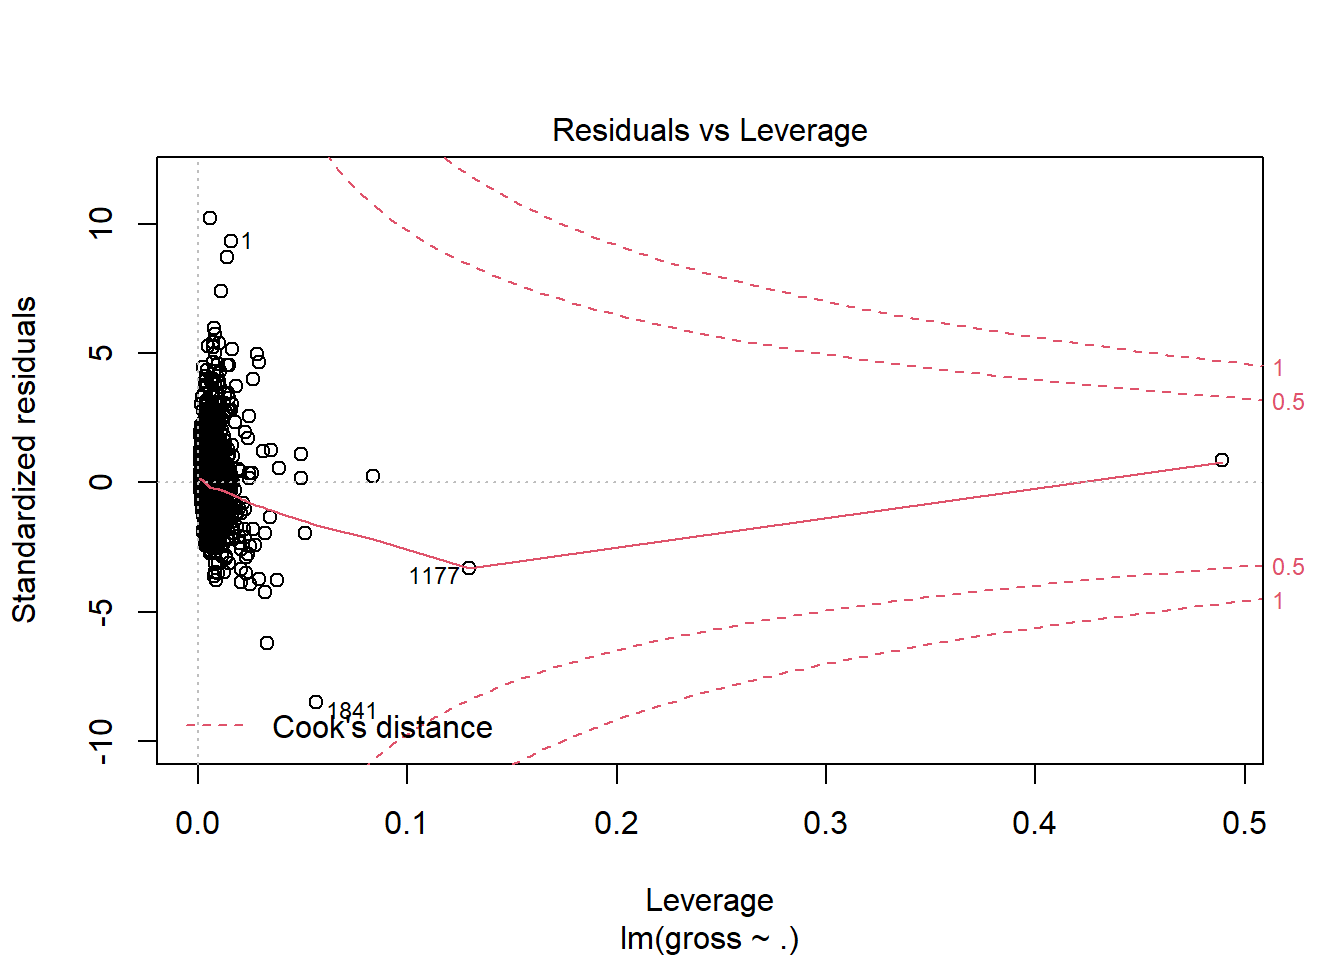 Residuals vs Leverage
Standardized residuals
10
5
0
-5
-10
1
1177
1841
1
0.5
0.5
1
Cook's distance
0.0 0.1 0.2 0.3 0.4 0.5
Leverage
lm(gross ~ .)